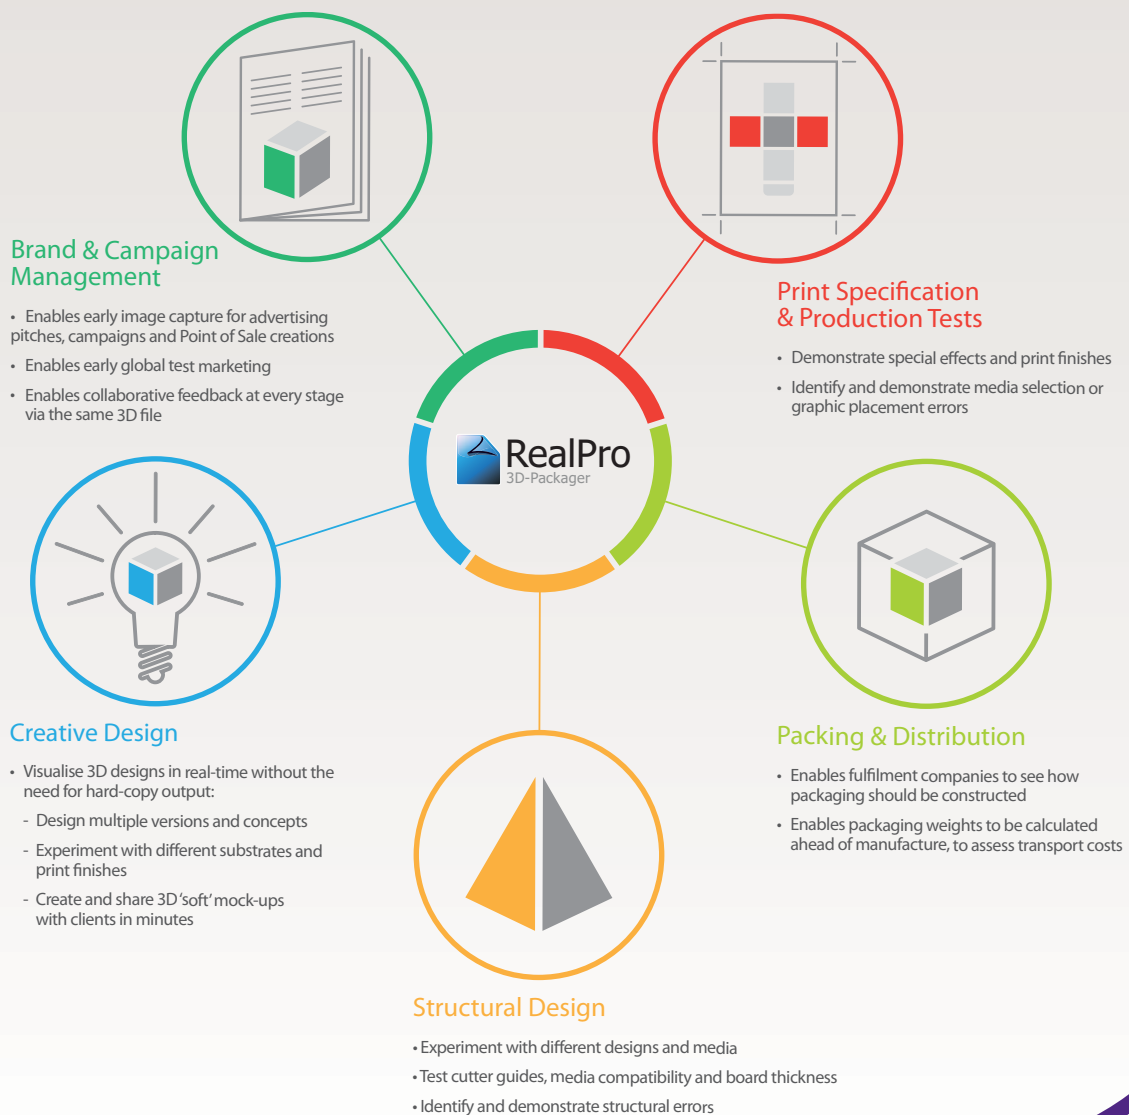 Brand & Campaign
Management
• Enables early image capture for advertising
pitches, campaigns and Point of Sale creations
• Enables early global test marketing
• Enables collaborative feedback at every stage
via the same 3D file
Print Specification
& Production Tests
• Demonstrate special effects and print finishes
• Identify and demonstrate media selection or
graphic placement errors
RealPro
3D-Packager
Creative Design
• Visualise 3D designs in real-time without the
need for hard-copy output:
- Design multiple versions and concepts
- Experiment with different substrates and
print finishes
- Create and share 3D 'soft' mock-ups
with clients in minutes
Packing & Distribution
• Enables fulfilment companies to see how
packaging should be constructed
• Enables packaging weights to be calculated
ahead of manufacture, to assess transport costs
Structural Design
• Experiment with different designs and media
• Test cutter guides, media compatibility and board thickness
• Identify and demonstrate structural errors